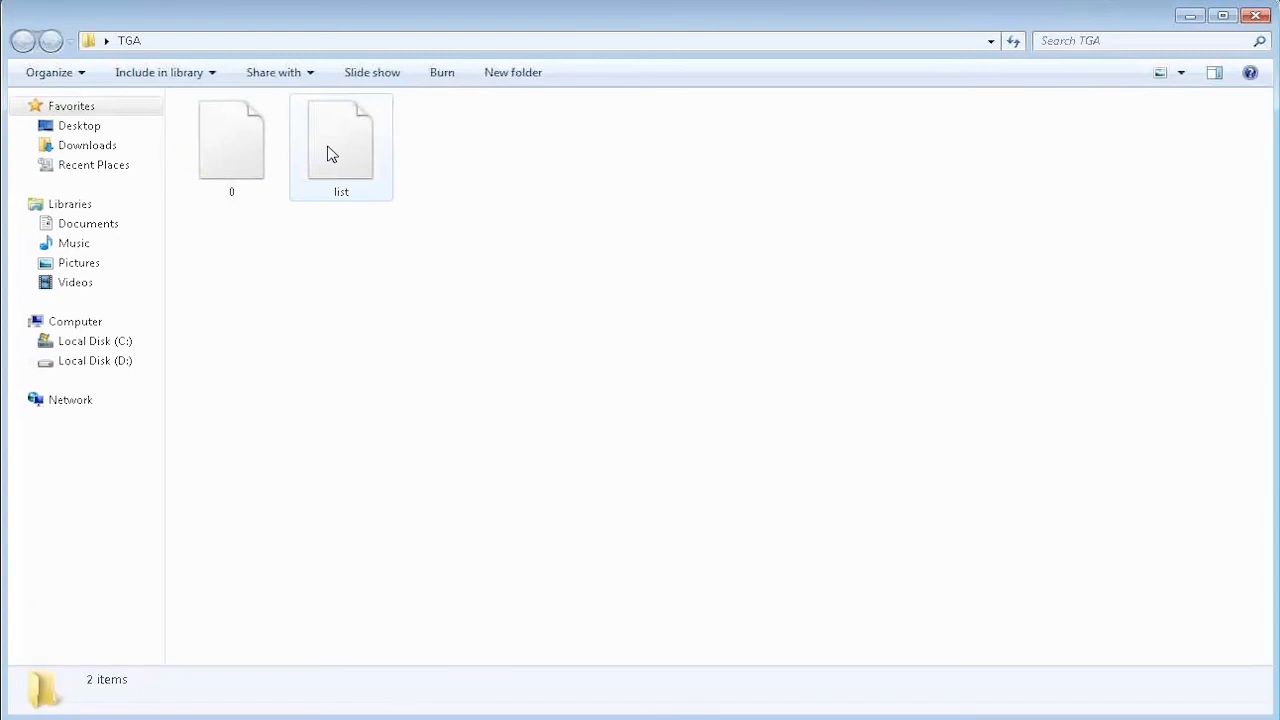 TGA
Search TGA
Organize Include in library Share with Slide show Burn New folder
Favorites
Desktop
Downloads
Recent Places
Libraries
Documents
Music
Pictures
Videos
Computer
Local Disk (C:)
Local Disk (D:)
Network
0
list
2 items